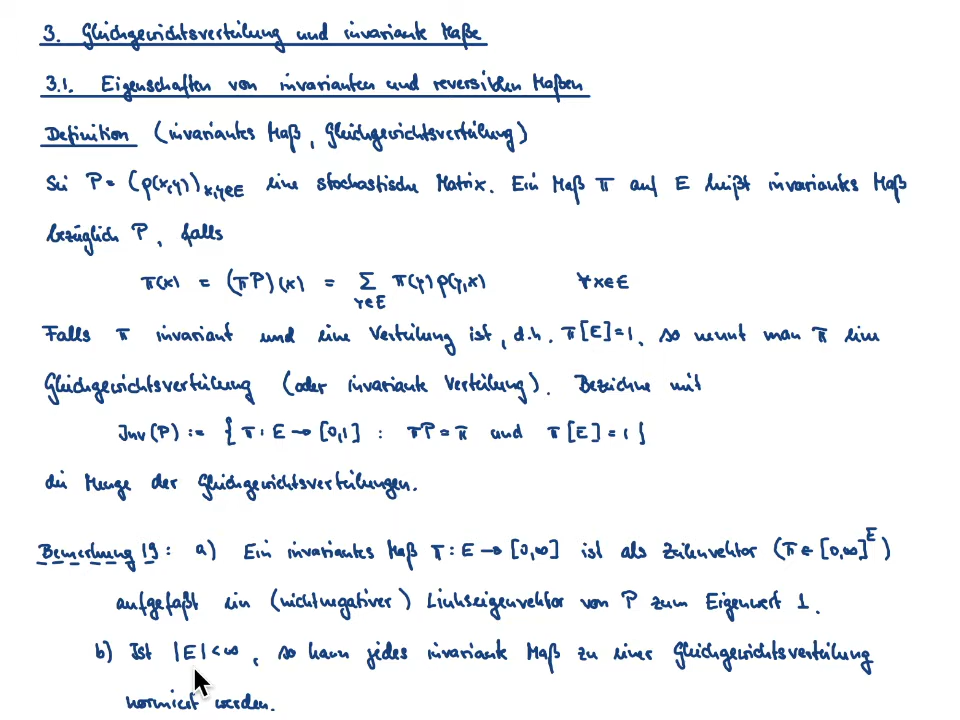 3. Gleichgewichtsverteilung und invariante Maße
3.1. Eigenschaften von invarianten und reversiblen Maßen
Definition (invariantes Maß, Gleichgewichtsverteilung)
Sei P = (p(x,y))_{x,y∈E} eine stochastische Matrix. Ein Maß π auf E heißt invariantes Maß
bezüglich P, falls
π(x) = (πP)(x) = Σ_{y∈E} π(y) p(y,x) ∀x∈E
Falls π invariant und eine Verteilung ist, d.h. π[E]=1, so nennt man π eine
Gleichgewichtsverteilung (oder invariante Verteilung). Bezeichne mit
Inv(P) := { π : E → [0,1] : πP = π und π[E] = 1 }
die Menge der Gleichgewichtsverteilungen.
Bemerkung 19: a) Ein invariantes Maß π : E → [0,∞] ist als Zeilenvektor (π ∈ [0,∞]^E)
aufgefaßt ein (nichtnegativer) Linkseigenvektor von P zum Eigenwert 1.
b) Ist |E|<∞, so kann jedes invariante Maß zu einer Gleichgewichtsverteilung
normiert werden.